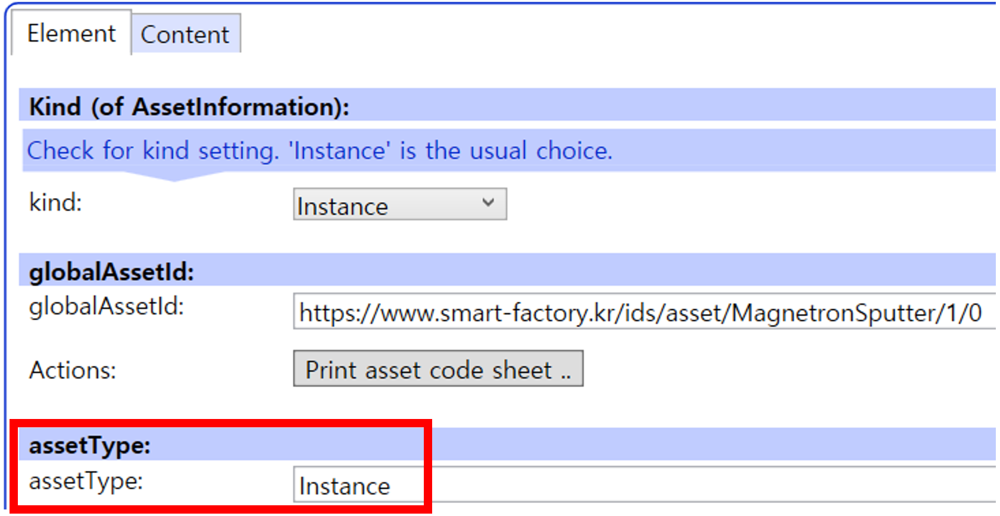 Element Content
Kind (of AssetInformation):
Check for kind setting. 'Instance' is the usual choice.
kind: Instance
globalAssetId:
globalAssetId: https://www.smart-factory.kr/ids/asset/MagnetronSputter/1/0
Actions: Print asset code sheet ..
assetType:
assetType: Instance